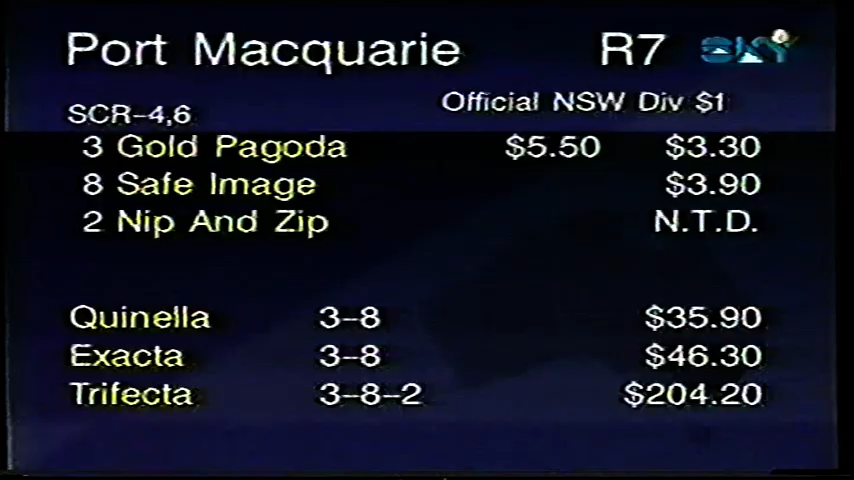 Port Macquarie R7 SKY
SCR-4,6 Official NSW Div $1
3 Gold Pagoda $5.50 $3.30
8 Safe Image $3.90
2 Nip And Zip N.T.D.
Quinella 3-8 $35.90
Exacta 3-8 $46.30
Trifecta 3-8-2 $204.20